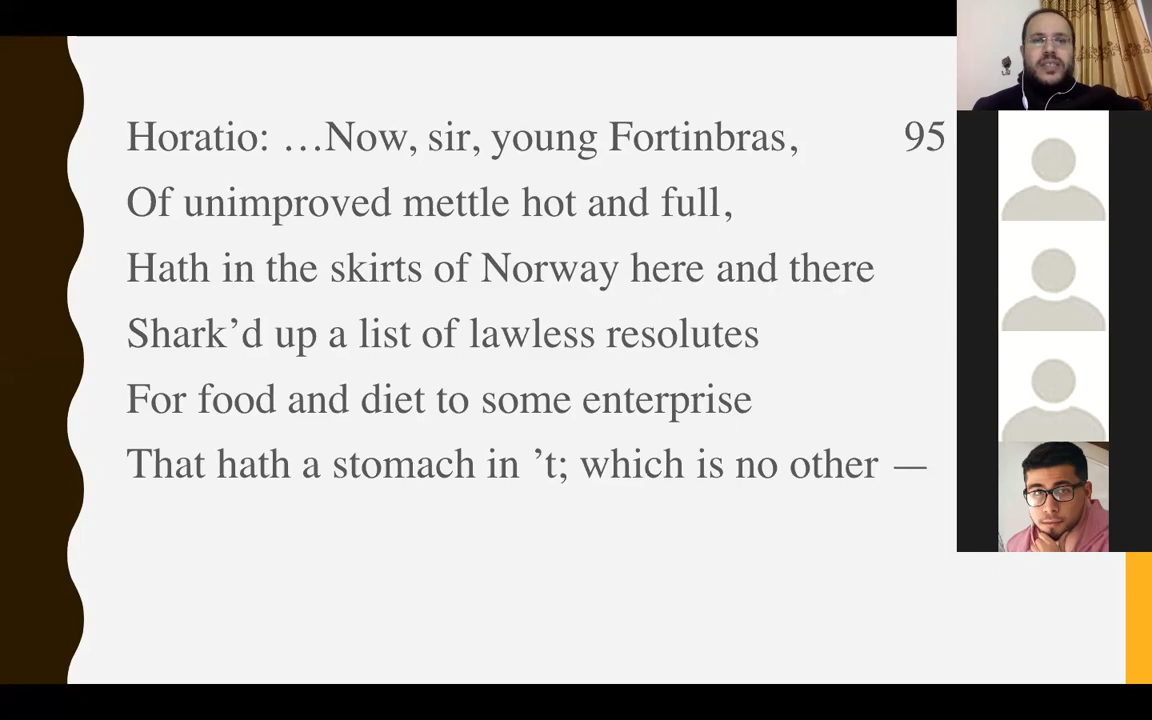 Horatio: …Now, sir, young Fortinbras, 95
Of unimproved mettle hot and full,
Hath in the skirts of Norway here and there
Shark’d up a list of lawless resolutes
For food and diet to some enterprise
That hath a stomach in ’t; which is no other —